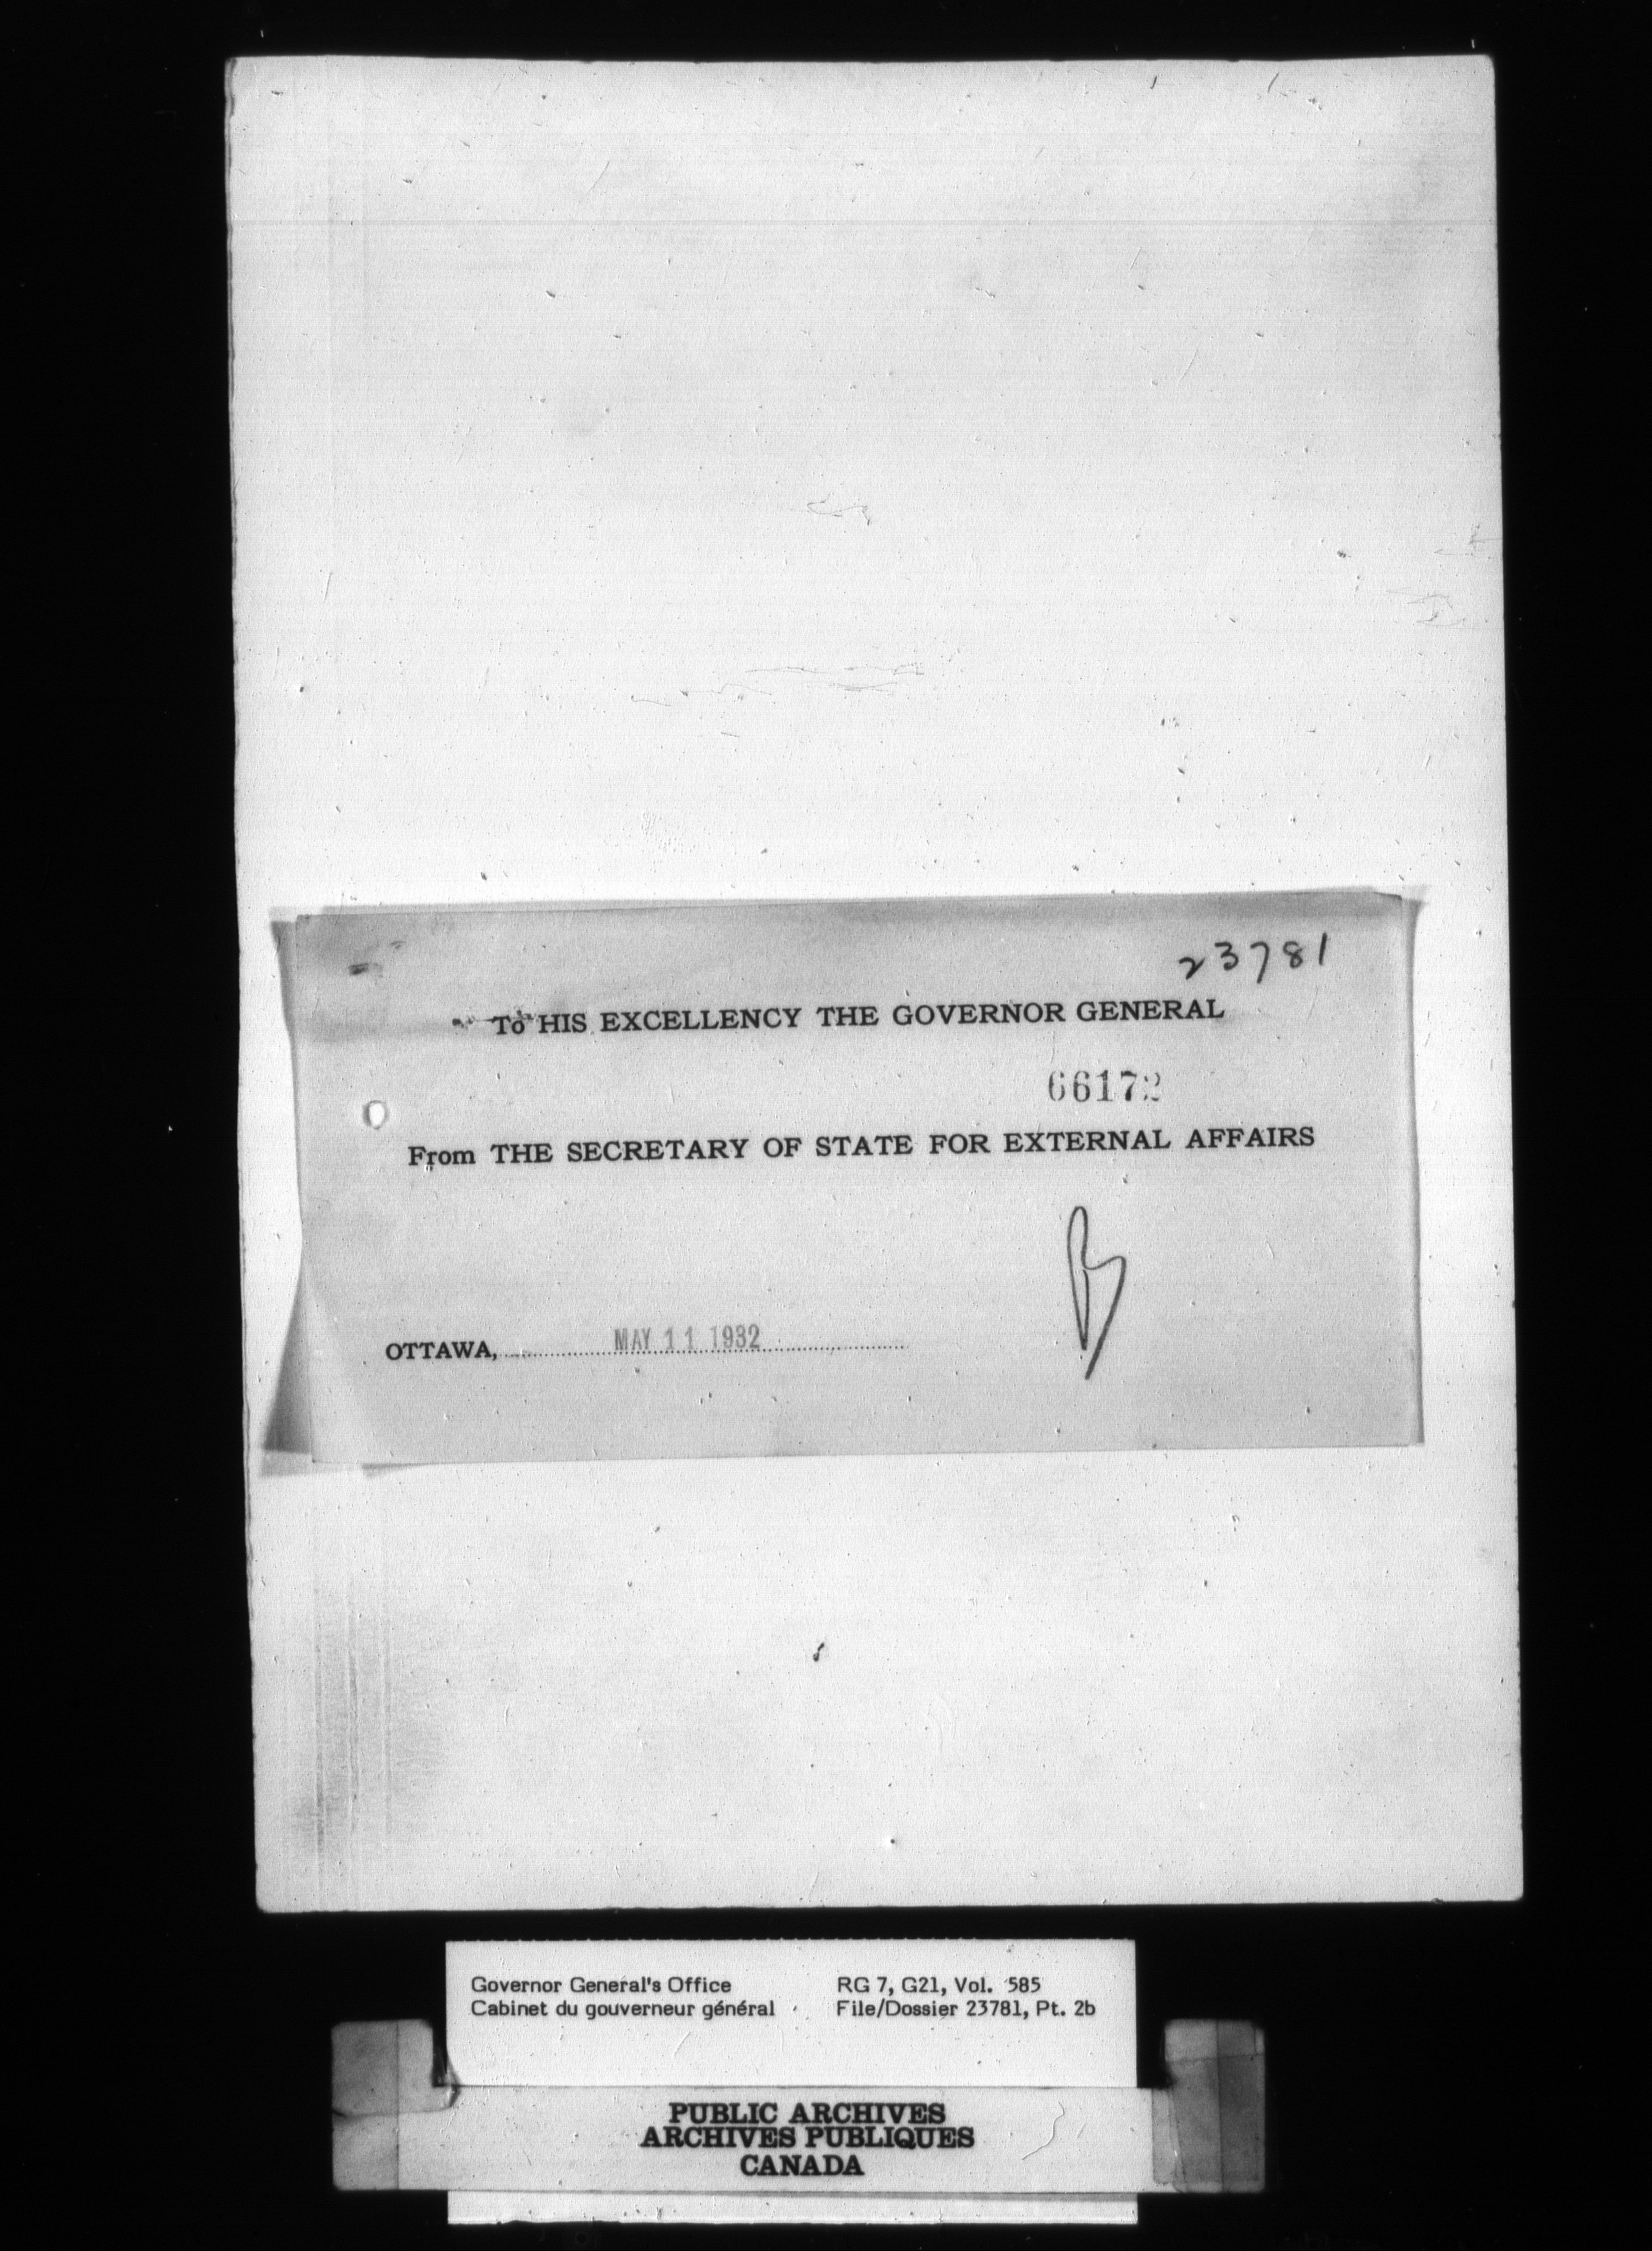 23781
To HIS EXCELLENCY THE GOVERNOR GENERAL
66172
From THE SECRETARY OF STATE FOR EXTERNAL AFFAIRS
B
OTTAWA, MAY 11 1932
Governor General's Office RG 7, G21, Vol. 585
Cabinet du gouverneur général File/Dossier 23781, Pt. 2b
PUBLIC ARCHIVES
ARCHIVES PUBLIQUES
CANADA